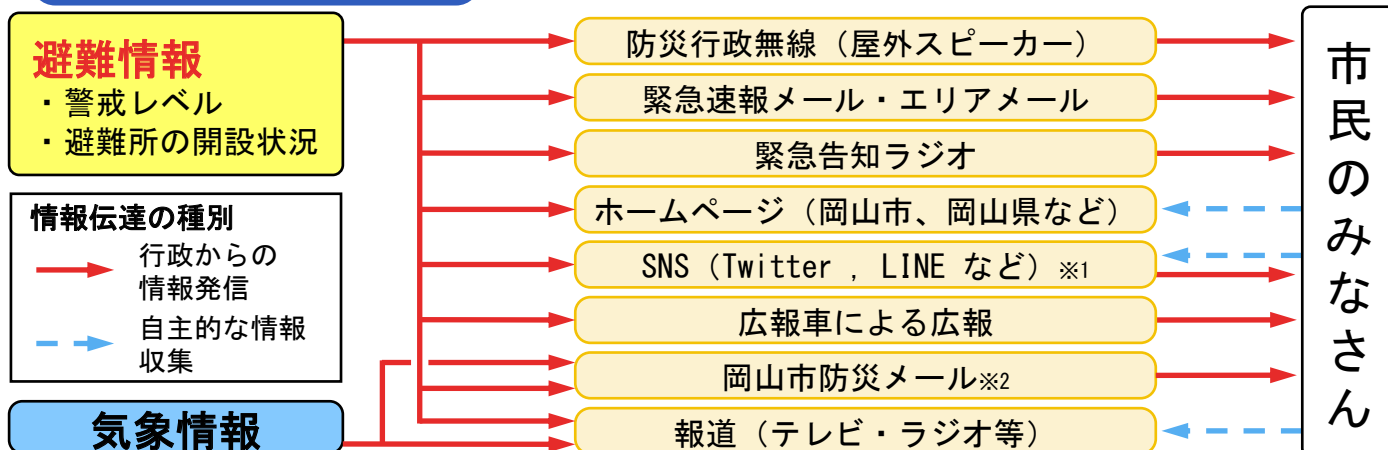 避難情報
・警戒レベル
・避難所の開設状況
情報伝達の種別
行政からの
情報発信
自主的な情報
収集
気象情報
防災行政無線（屋外スピーカー）
緊急速報メール・エリアメール
緊急告知ラジオ
ホームページ（岡山市、岡山県など）
SNS（Twitter , LINE など）※1
広報車による広報
岡山市防災メール※2
報道（テレビ・ラジオ等）
市民のみなさん